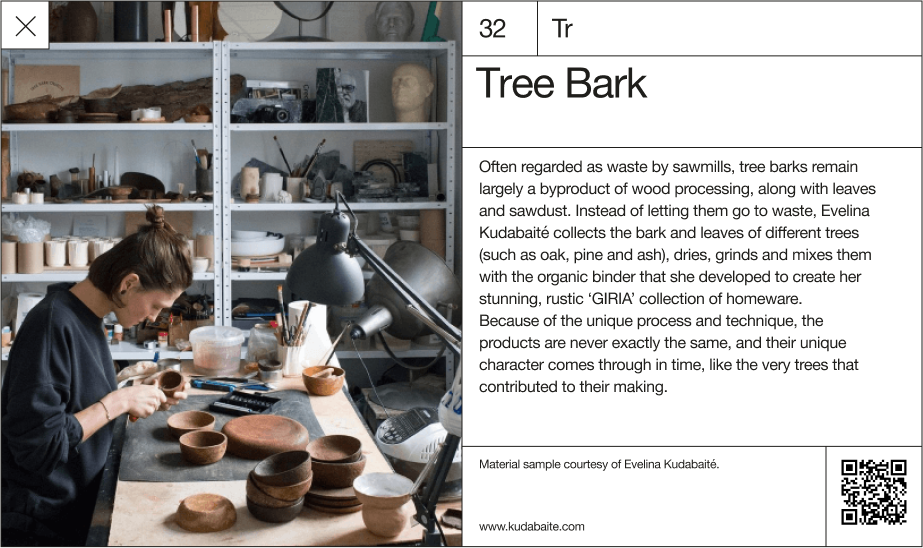 32
Tr
Tree Bark
Often regarded as waste by sawmills, tree barks remain
largely a byproduct of wood processing, along with leaves
and sawdust. Instead of letting them go to waste, Evelina
Kudabaité collects the bark and leaves of different trees
(such as oak, pine and ash), dries, grinds and mixes them
with the organic binder that she developed to create her
stunning, rustic ‘GIRIA’ collection of homeware.
Because of the unique process and technique, the
products are never exactly the same, and their unique
character comes through in time, like the very trees that
contributed to their making.
Material sample courtesy of Evelina Kudabaité.
www.kudabaite.com